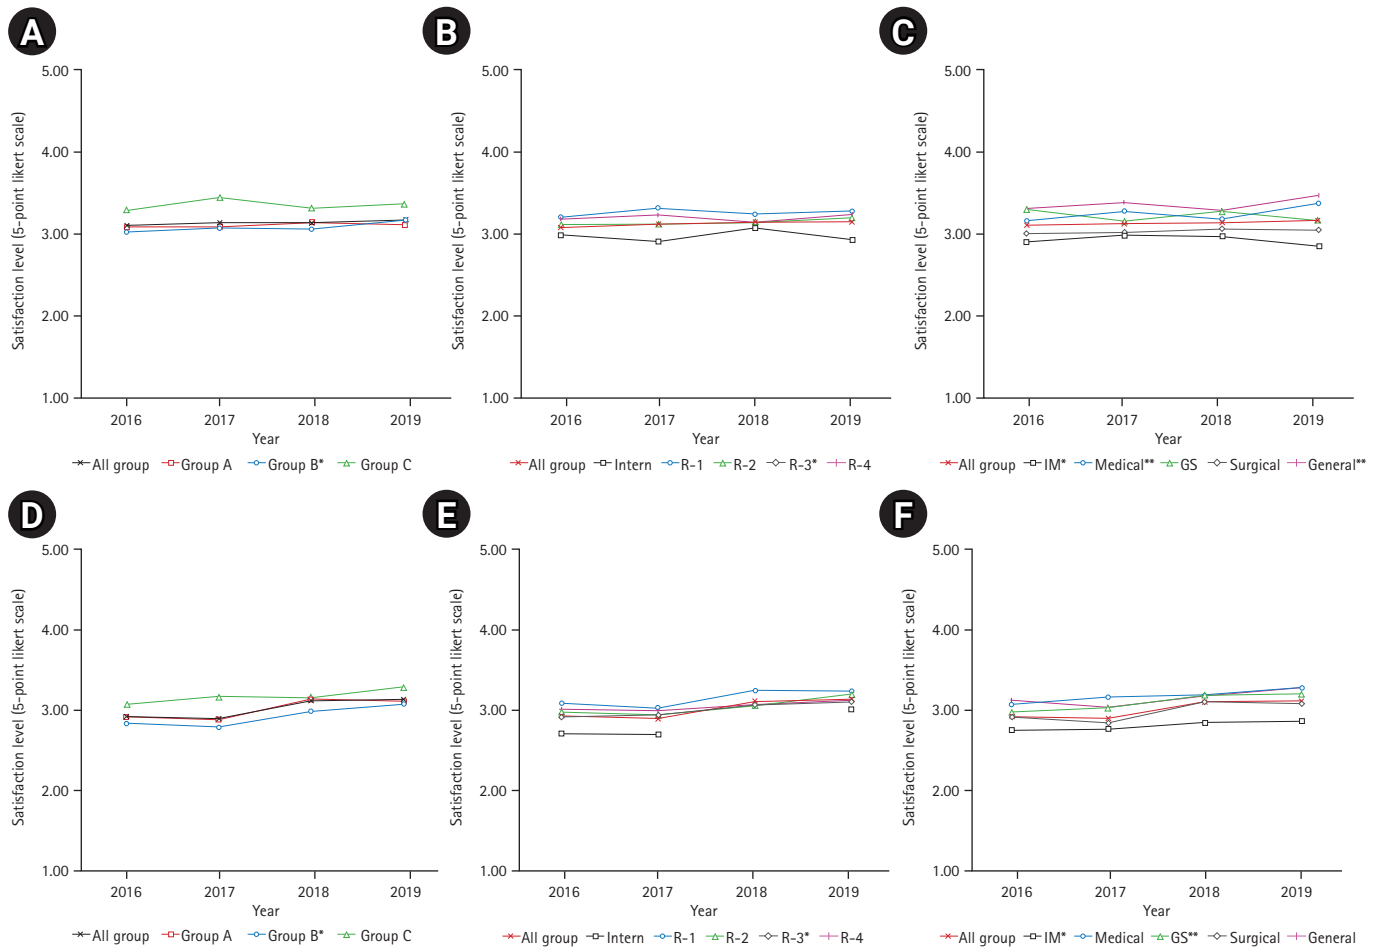 A
Satisfaction level (5-point likert scale)
5.00
4.00
3.00
2.00
1.00
2016 2017 2018 2019
Year
All group Group A Group B* Group C
B
Satisfaction level (5-point likert scale)
5.00
4.00
3.00
2.00
1.00
2016 2017 2018 2019
Year
All group Intern R-1 R-2 R-3* R-4
C
Satisfaction level (5-point likert scale)
5.00
4.00
3.00
2.00
1.00
2016 2017 2018 2019
Year
All group IM* Medical** GS Surgical General**
D
Satisfaction level (5-point likert scale)
5.00
4.00
3.00
2.00
1.00
2016 2017 2018 2019
Year
All group Group A Group B* Group C
E
Satisfaction level (5-point likert scale)
5.00
4.00
3.00
2.00
1.00
2016 2017 2018 2019
Year
All group Intern R-1 R-2 R-3* R-4
F
Satisfaction level (5-point likert scale)
5.00
4.00
3.00
2.00
1.00
2016 2017 2018 2019
Year
All group IM* Medical GS** Surgical General